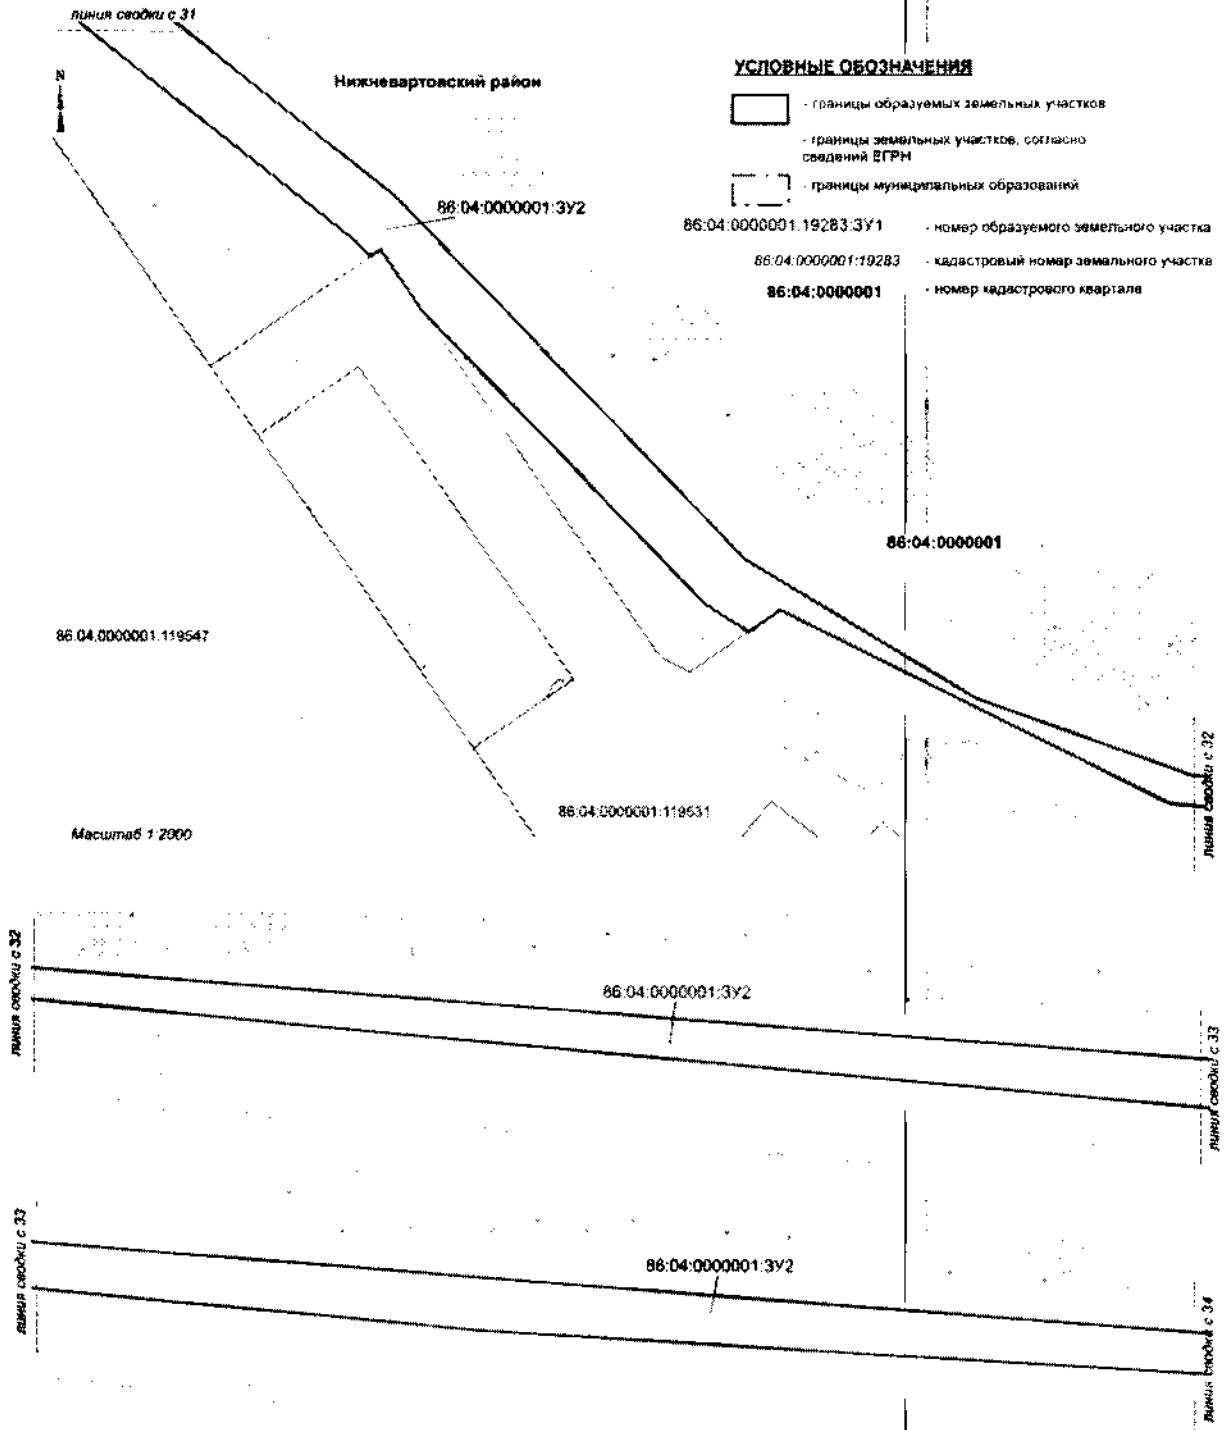 линия сводки с 31
N
Нижневартовский район
УСЛОВНЫЕ ОБОЗНАЧЕНИЯ
- границы образуемых земельных участков
- границы земельных участков, согласно
сведений ЕГРН
- границы муниципальных образований
86:04:0000001:ЗУ2
86:04:0000001:19283:ЗУ1 - номер образуемого земельного участка
86:04:0000001:19283 - кадастровый номер земельного участка
86:04:0000001 - номер кадастрового квартала
86:04:0000001
86:04:0000001:119547
86:04:0000001:119531
Масштаб 1:2000
линия сводки с 32
линия сводки с 32
86:04:0000001:ЗУ2
линия сводки с 33
линия сводки с 33
86:04:0000001:ЗУ2
линия сводки с 34